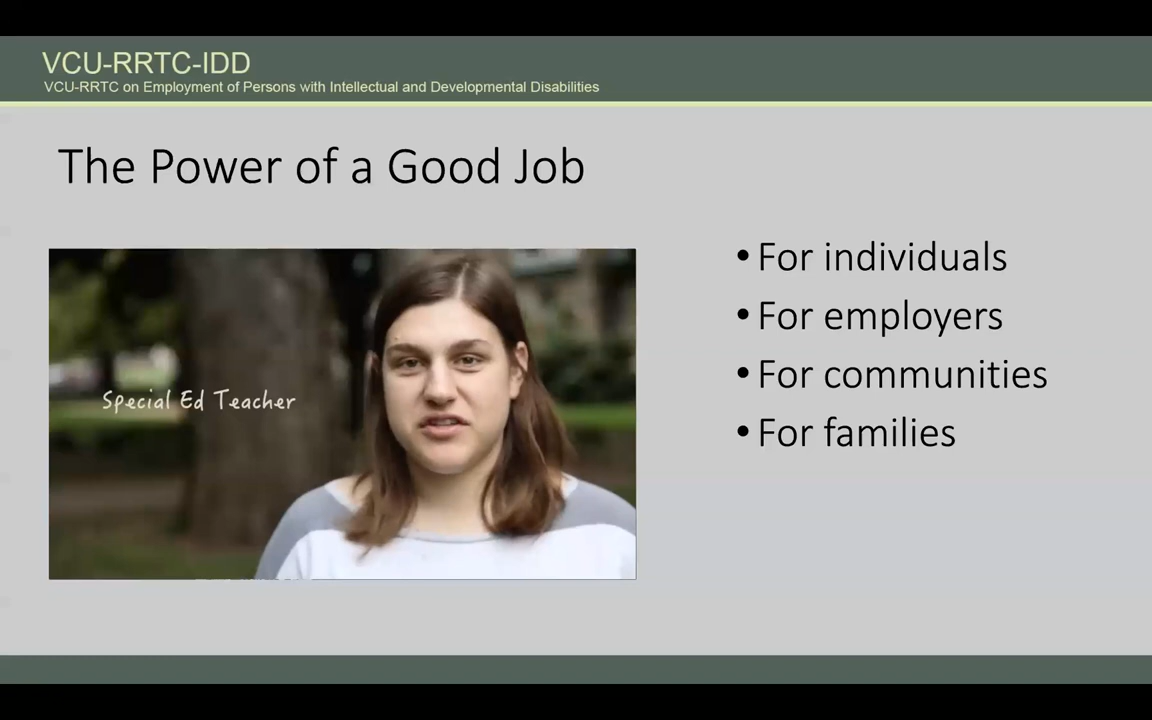 VCU-RRTC-IDD
VCU-RRTC on Employment of Persons with Intellectual and Developmental Disabilities
The Power of a Good Job
Special Ed Teacher
• For individuals
• For employers
• For communities
• For families